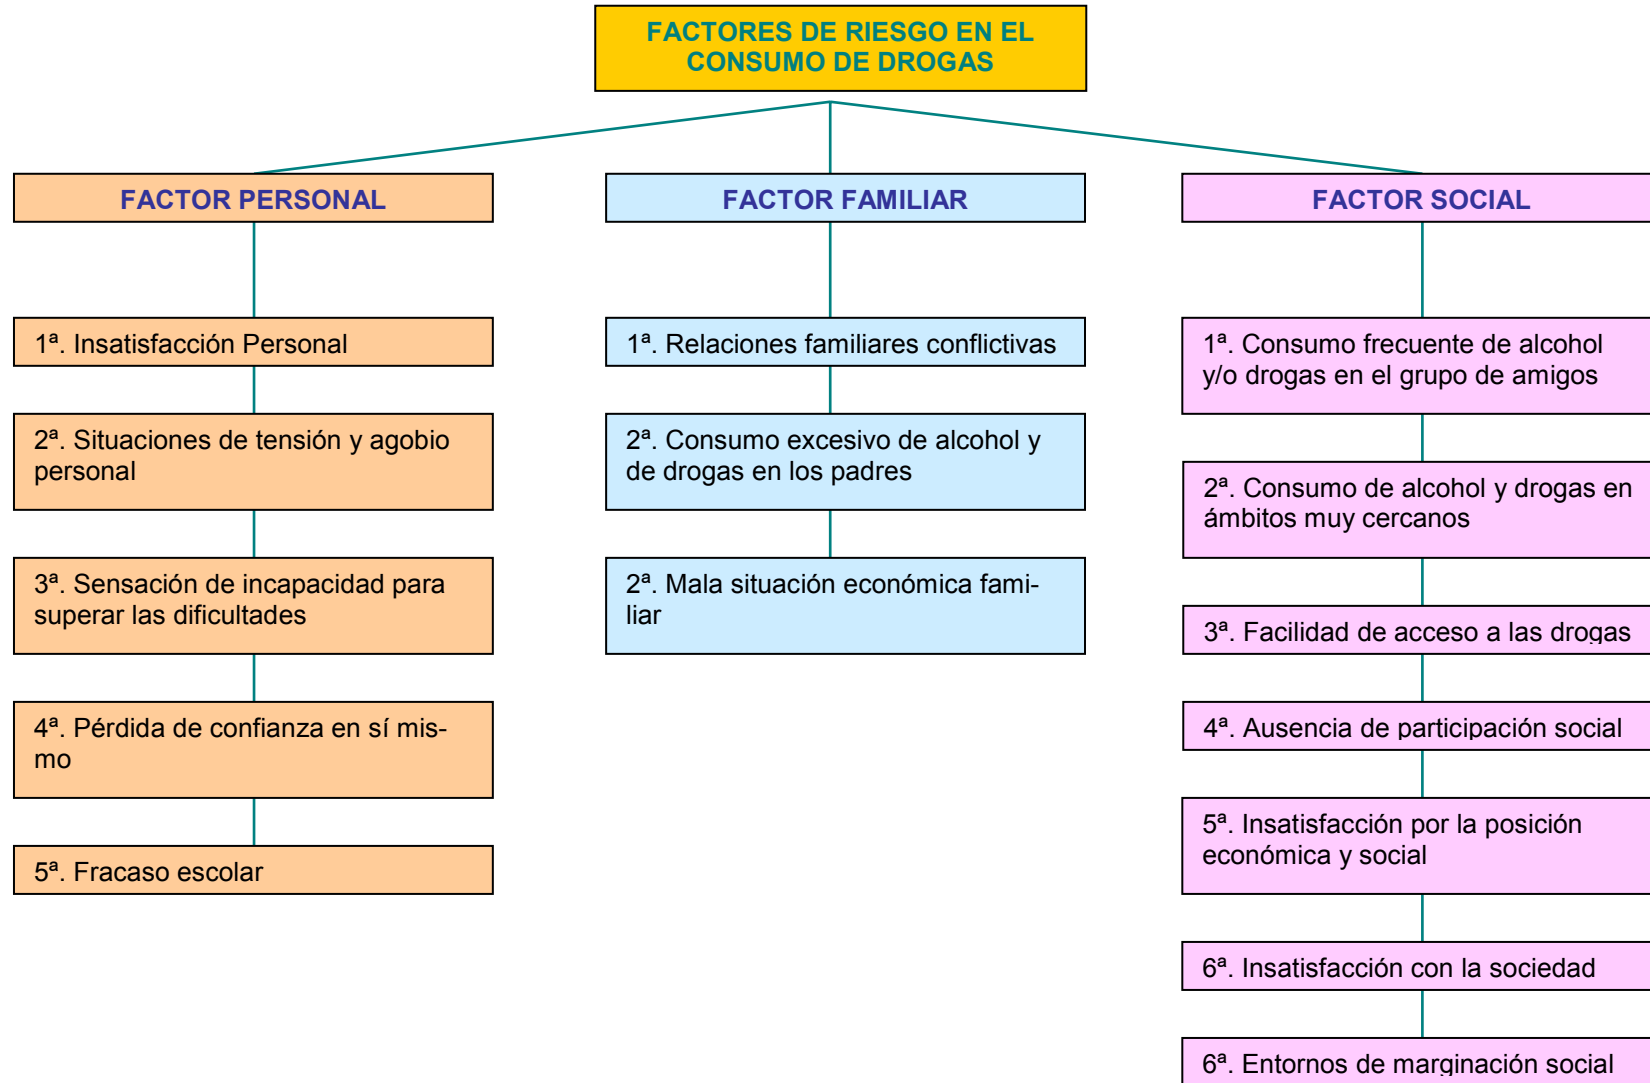 FACTORES DE RIESGO EN EL
CONSUMO DE DROGAS
FACTOR PERSONAL
1ª. Insatisfacción Personal
2ª. Situaciones de tensión y agobio
personal
3ª. Sensación de incapacidad para
superar las dificultades
4ª. Pérdida de confianza en sí mis-
mo
5ª. Fracaso escolar
FACTOR FAMILIAR
1ª. Relaciones familiares conflictivas
2ª. Consumo excesivo de alcohol y
de drogas en los padres
2ª. Mala situación económica fami-
liar
FACTOR SOCIAL
1ª. Consumo frecuente de alcohol
y/o drogas en el grupo de amigos
2ª. Consumo de alcohol y drogas en
ámbitos muy cercanos
3ª. Facilidad de acceso a las drogas
4ª. Ausencia de participación social
5ª. Insatisfacción por la posición
económica y social
6ª. Insatisfacción con la sociedad
6ª. Entornos de marginación social